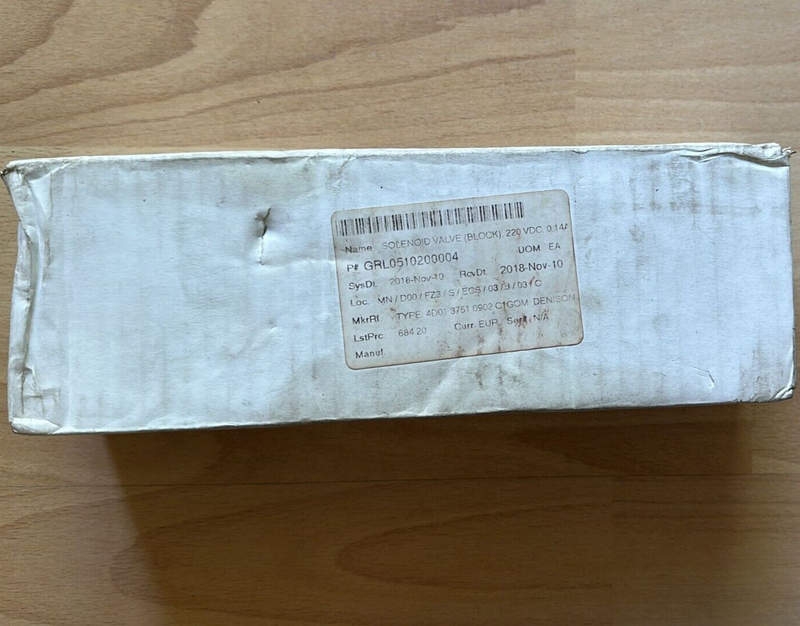 Name SOLENOID VALVE (BLOCK), 220 VDC, 0.14A
P# GRL0510200004 UOM EA
SysDt. 2018-Nov-10 RcvDt. 2018-Nov-10
Loc. MN / D00 / FZ3 / S / EGS / 03 / / 03 / C
MkrRf. TYPE: 4D01 3751 0902 C1GOM DENISON
LstPrc 684.20 Curr. EUR Ser#: N/A
Manuf